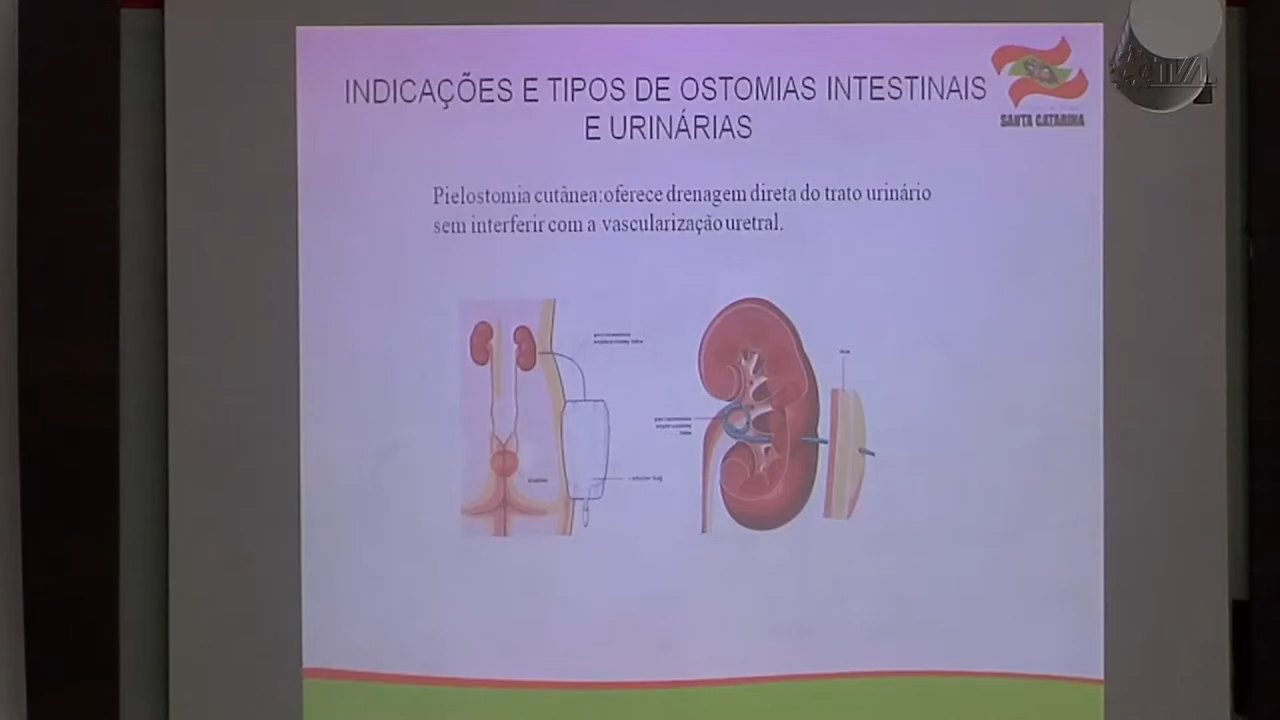 INDICAÇÕES E TIPOS DE OSTOMIAS INTESTINAIS
E URINÁRIAS
SANTA CATARINA
TVAL
Pielostomia cutânea:oferece drenagem direta do trato urinário
sem interferir com a vascularização uretral.